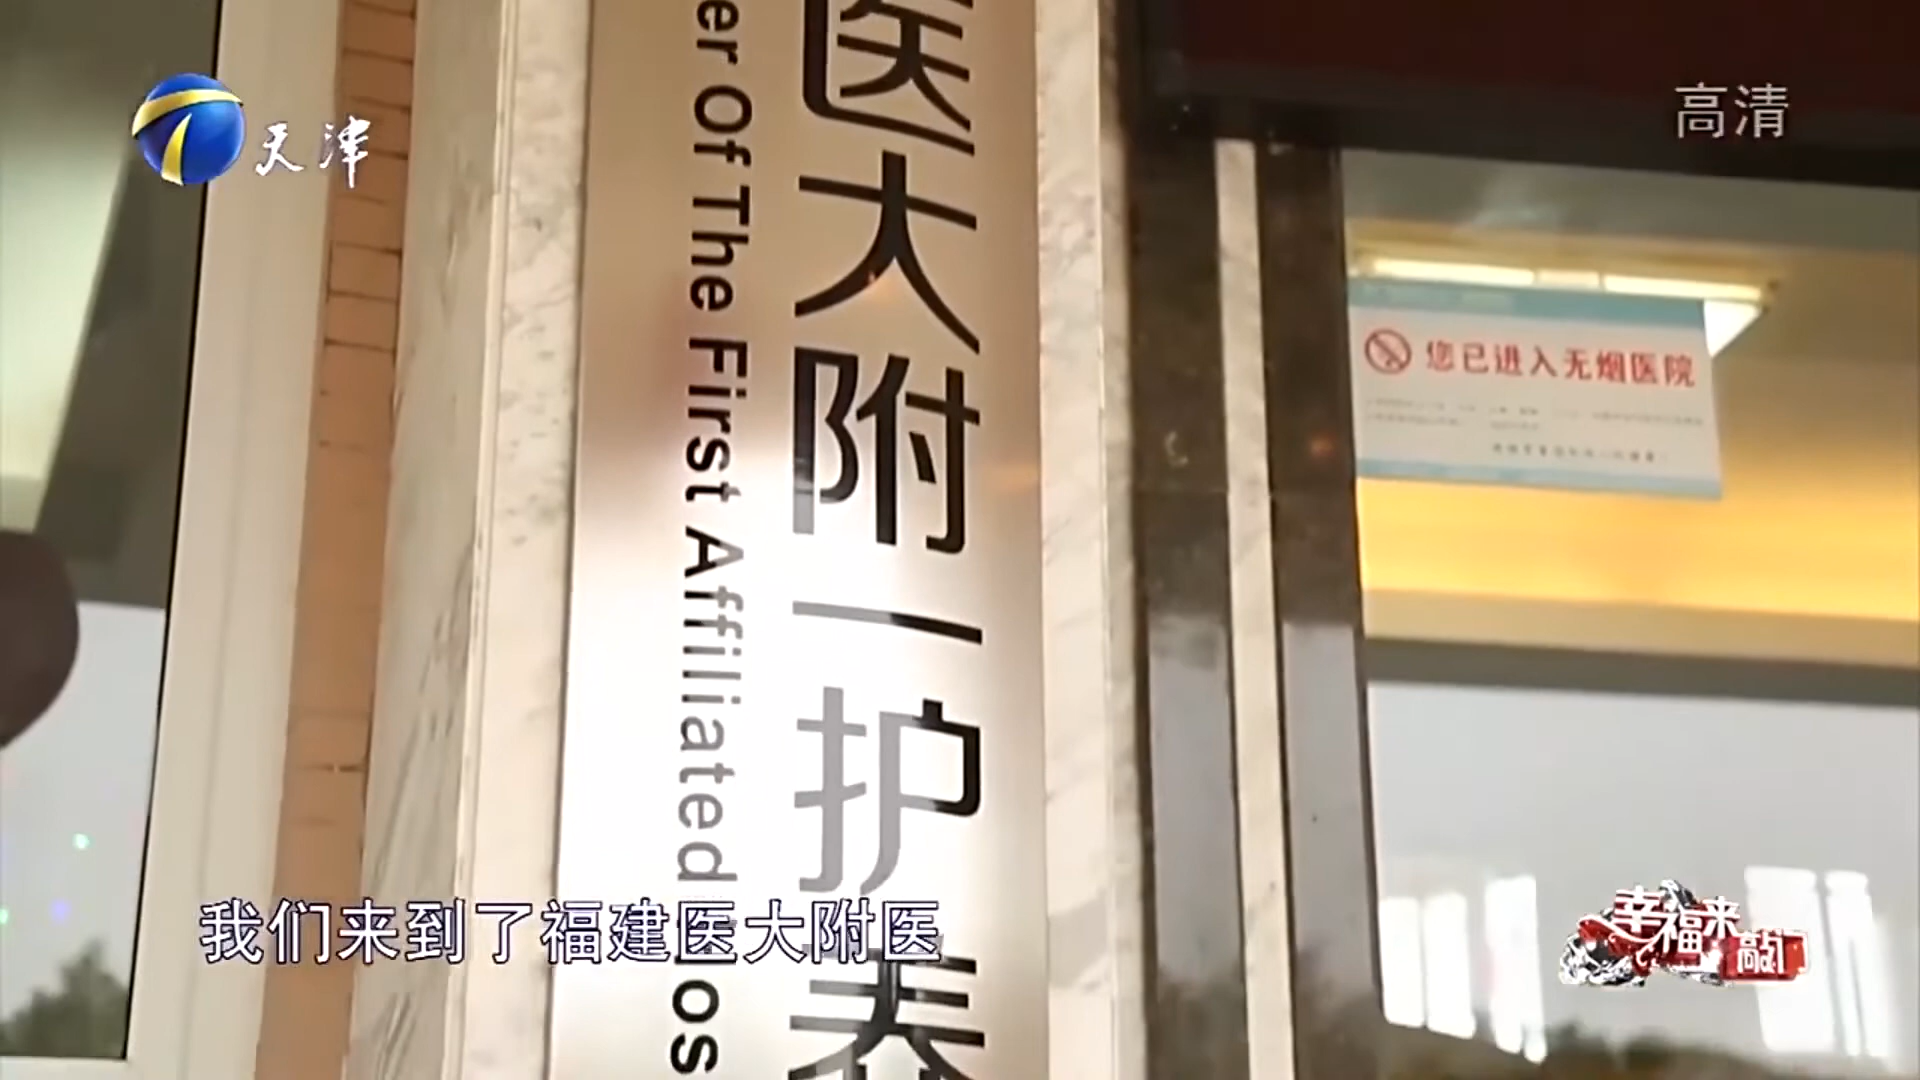 天津
高清
医大附一护养
er Of The First Affiliated Hos
您已进入无烟医院
我们来到了福建医大附医
幸福来敲门